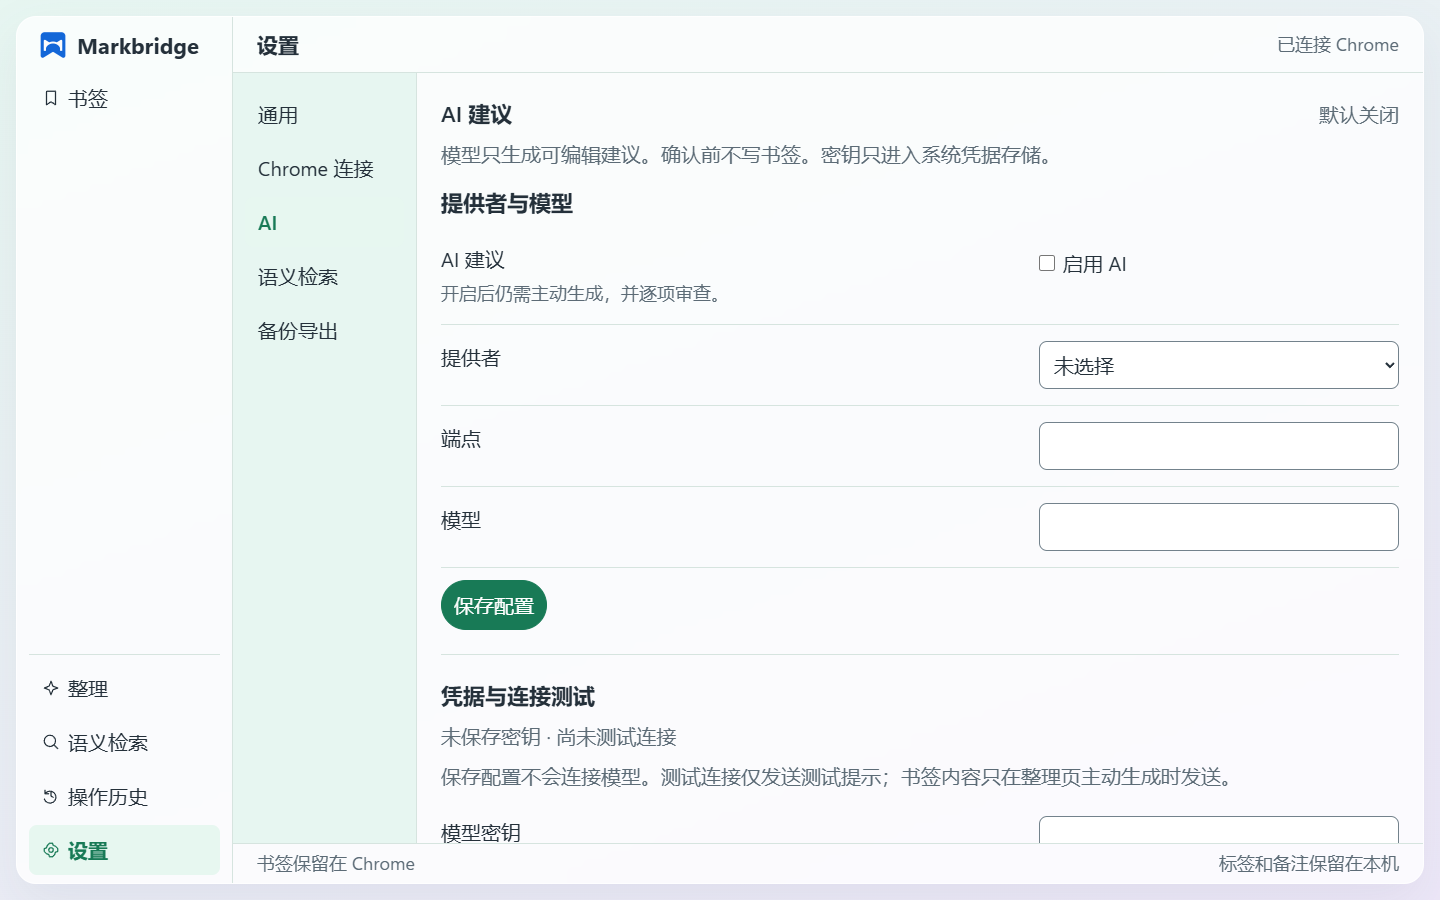 Markbridge
书签
整理
语义检索
操作历史
设置
设置
已连接 Chrome
通用
Chrome 连接
AI
语义检索
备份导出
AI 建议
默认关闭
模型只生成可编辑建议。确认前不写书签。密钥只进入系统凭据存储。
提供者与模型
AI 建议
启用 AI
开启后仍需主动生成，并逐项审查。
提供者
未选择
端点
模型
保存配置
凭据与连接测试
未保存密钥 · 尚未测试连接
保存配置不会连接模型。测试连接仅发送测试提示；书签内容只在整理页主动生成时发送。
模型密钥
书签保留在 Chrome
标签和备注保留在本机